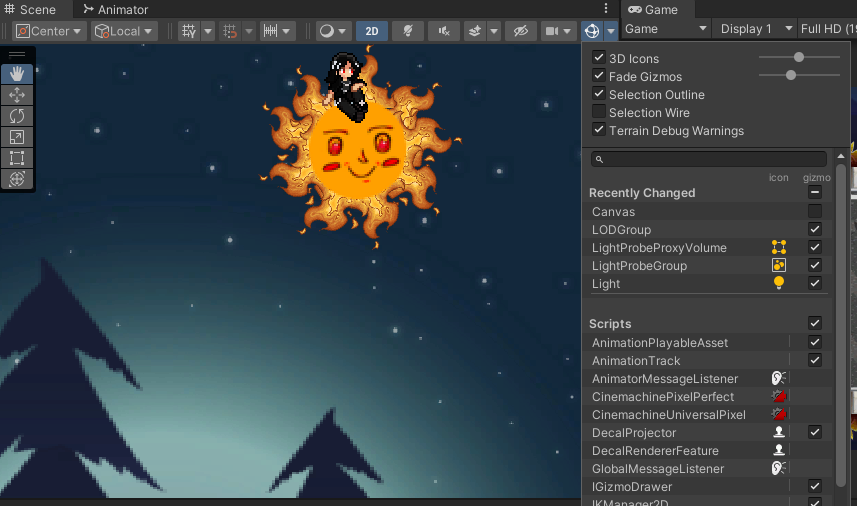 Scene
Animator
Game
Center
Local
2D
Game
Display 1
Full HD (19
3D Icons
Fade Gizmos
Selection Outline
Selection Wire
Terrain Debug Warnings
icon gizmo
Recently Changed
Canvas
LODGroup
LightProbeProxyVolume
LightProbeGroup
Light
Scripts
AnimationPlayableAsset
AnimationTrack
AnimatorMessageListener
CinemachinePixelPerfect
CinemachineUniversalPixel
DecalProjector
DecalRendererFeature
GlobalMessageListener
IGizmoDrawer
IKManager2D